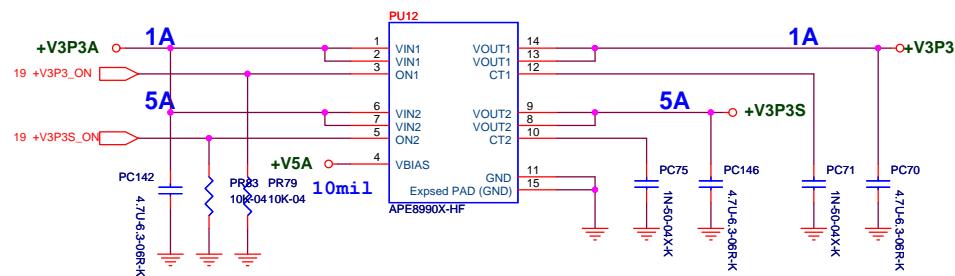 PU12
+V3P3A
1A
1
VIN1
VOUT1
14
1A
+V3P3
2
VIN1
VOUT1
13
19 +V3P3_ON
3
ON1
CT1
12
5A
6
VIN2
VOUT2
9
5A
+V3P3S
7
VIN2
VOUT2
8
19 +V3P3S_ON
5
ON2
CT2
10
+V5A
4
VBIAS
GND
11
10mil
Expsed PAD (GND)
15
APE8990X-HF
PC142
4.7U-6.3-06R-K
PR83
10K-04
PR79
10K-04
PC75
1N-50-04X-K
PC146
4.7U-6.3-06R-K
PC71
1N-50-04X-K
PC70
4.7U-6.3-06R-K